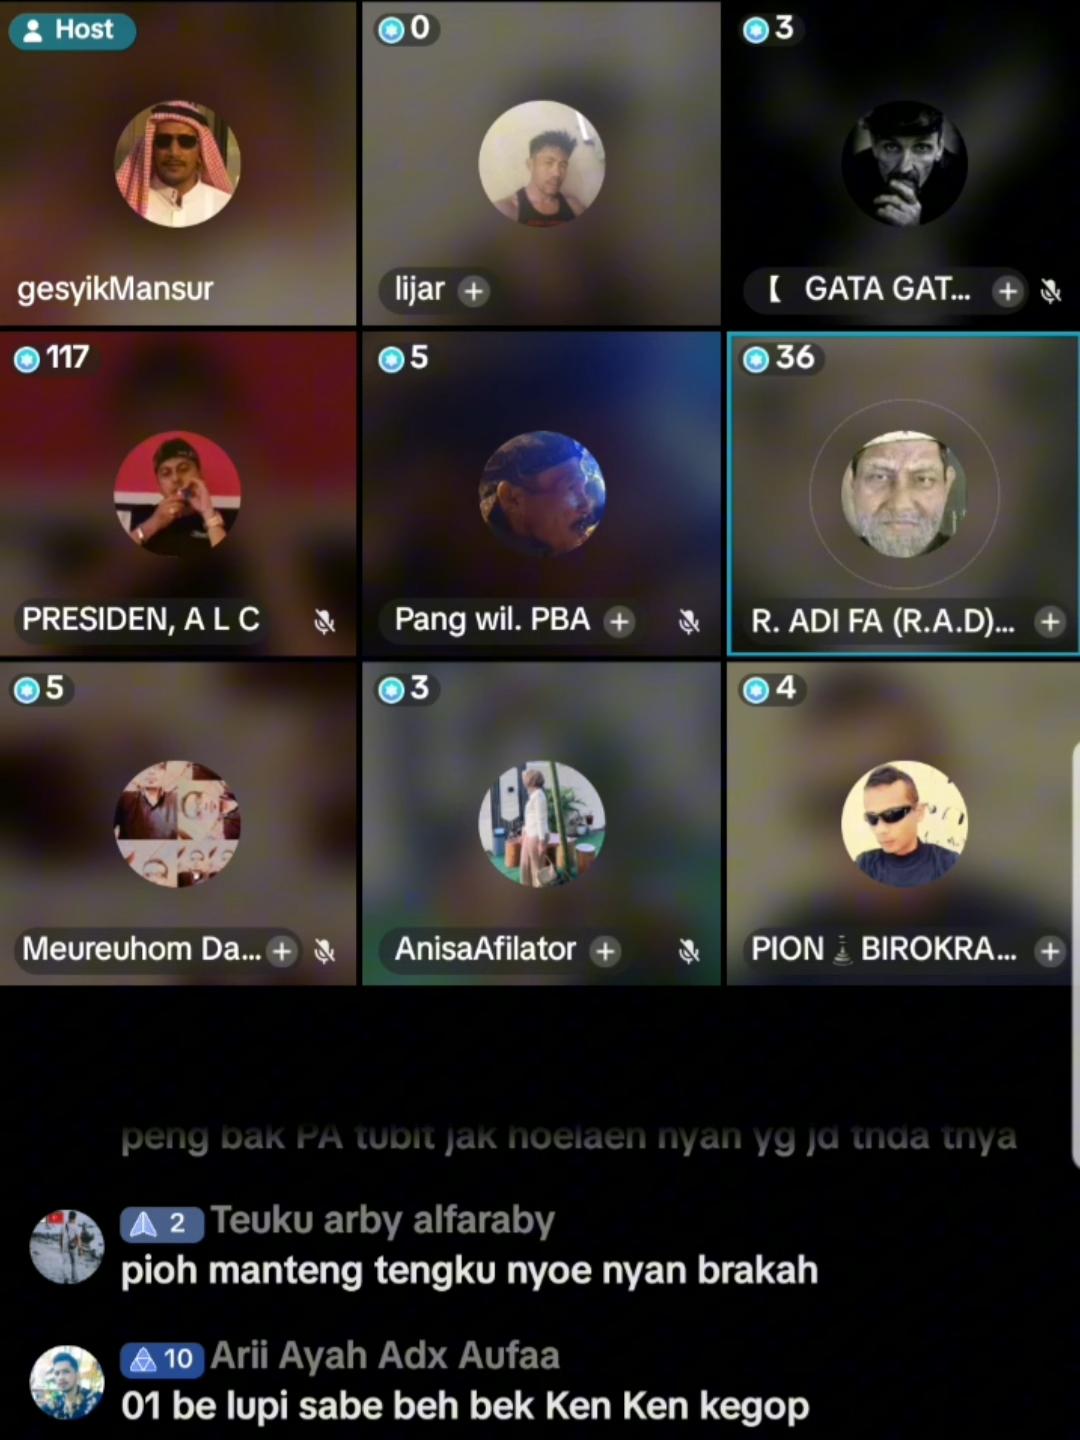 Host
0
3
gesyikMansur
lijar
【 GATA GAT...
117
5
36
PRESIDEN, A L C
Pang wil. PBA
R. ADI FA (R.A.D)...
5
3
4
Meureuhom Da...
AnisaAfilator
PION BIROKRA...
peng bak PA tubit jak hoelaen nyan yg jd tnda tnya
2 Teuku arby alfaraby
pioh manteng tengku nyoe nyan brakah
10 Arii Ayah Adx Aufaa
01 be lupi sabe beh bek Ken Ken kegop